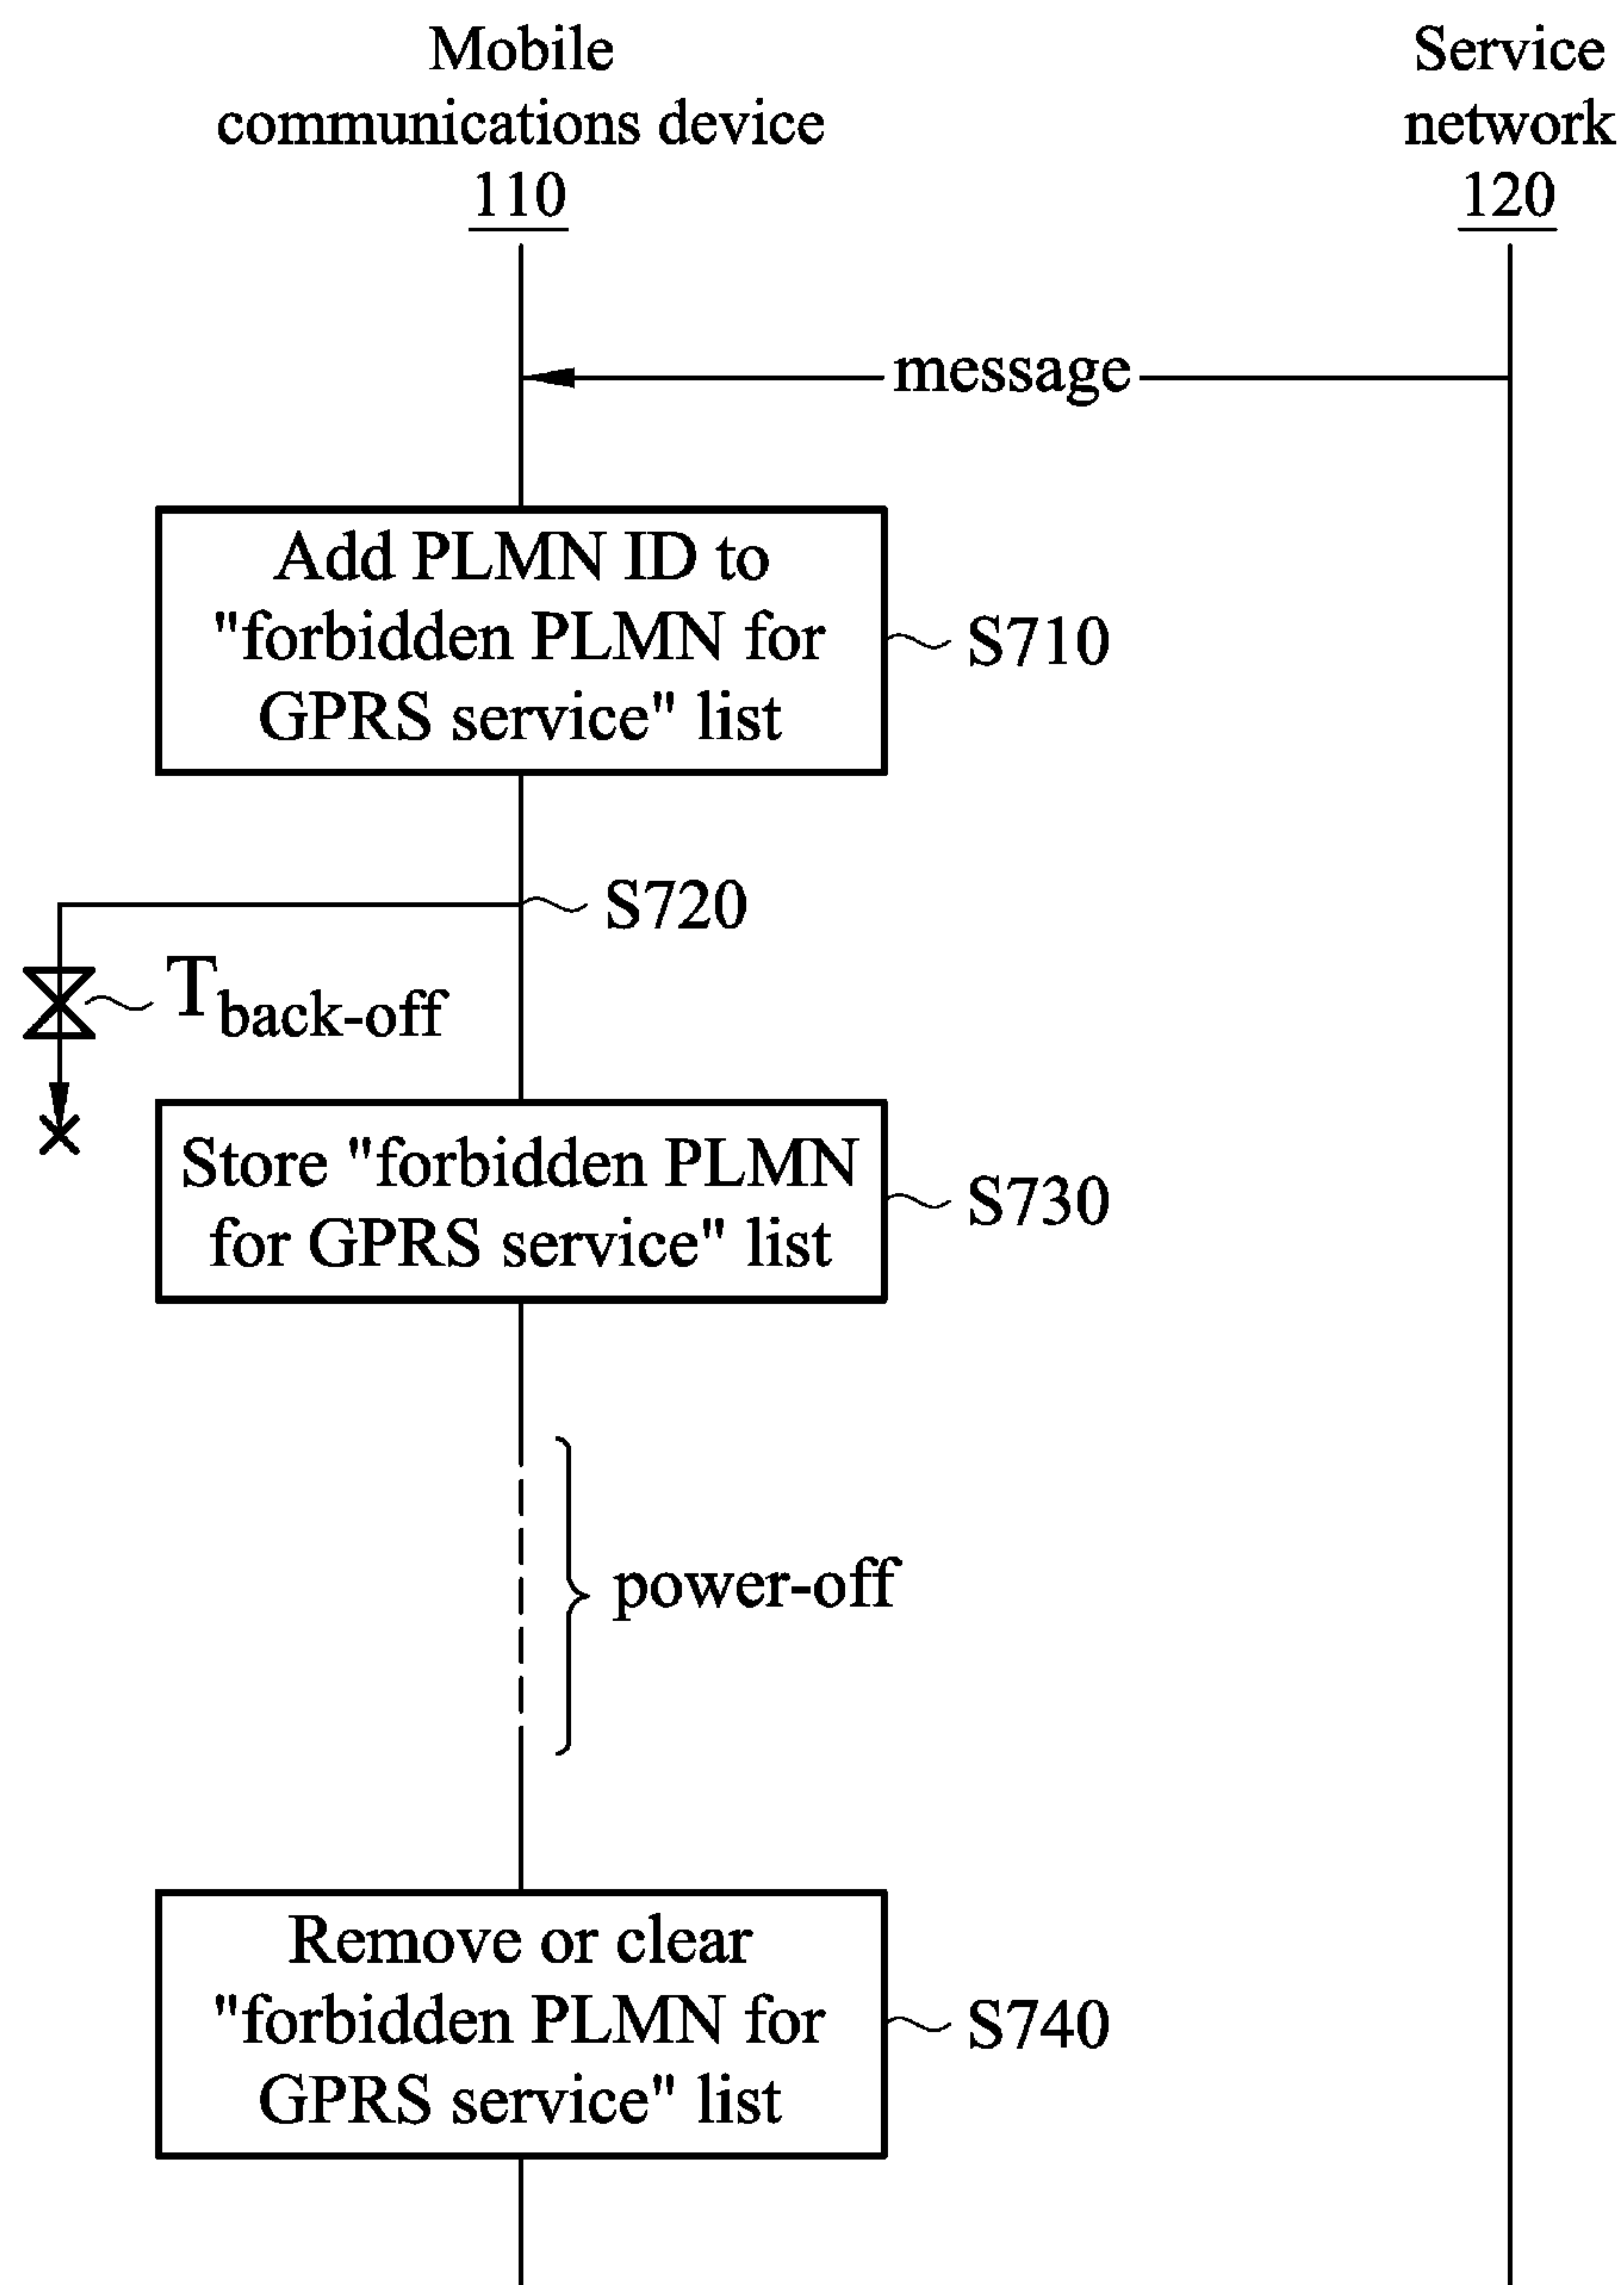 Mobile
communications device
110
Service
network
120
message
Add PLMN ID to
"forbidden PLMN for
GPRS service" list
S710
S720
Tback-off
Store "forbidden PLMN
for GPRS service" list
S730
power-off
Remove or clear
"forbidden PLMN for
GPRS service" list
S740